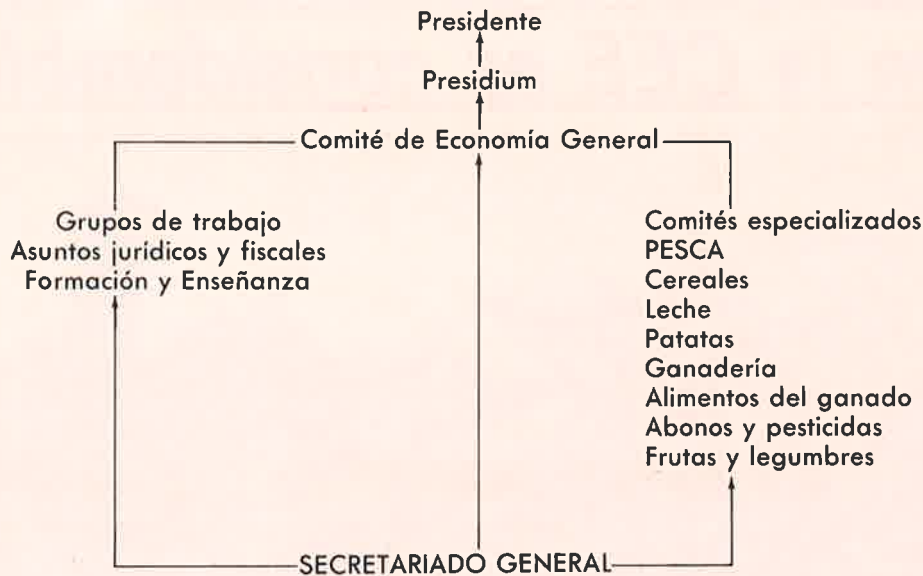 Presidente
Presidium
Comité de Economía General
Grupos de trabajo
Asuntos jurídicos y fiscales
Formación y Enseñanza
Comités especializados
PESCA
Cereales
Leche
Patatas
Ganadería
Alimentos del ganado
Abonos y pesticidas
Frutas y legumbres
SECRETARIADO GENERAL